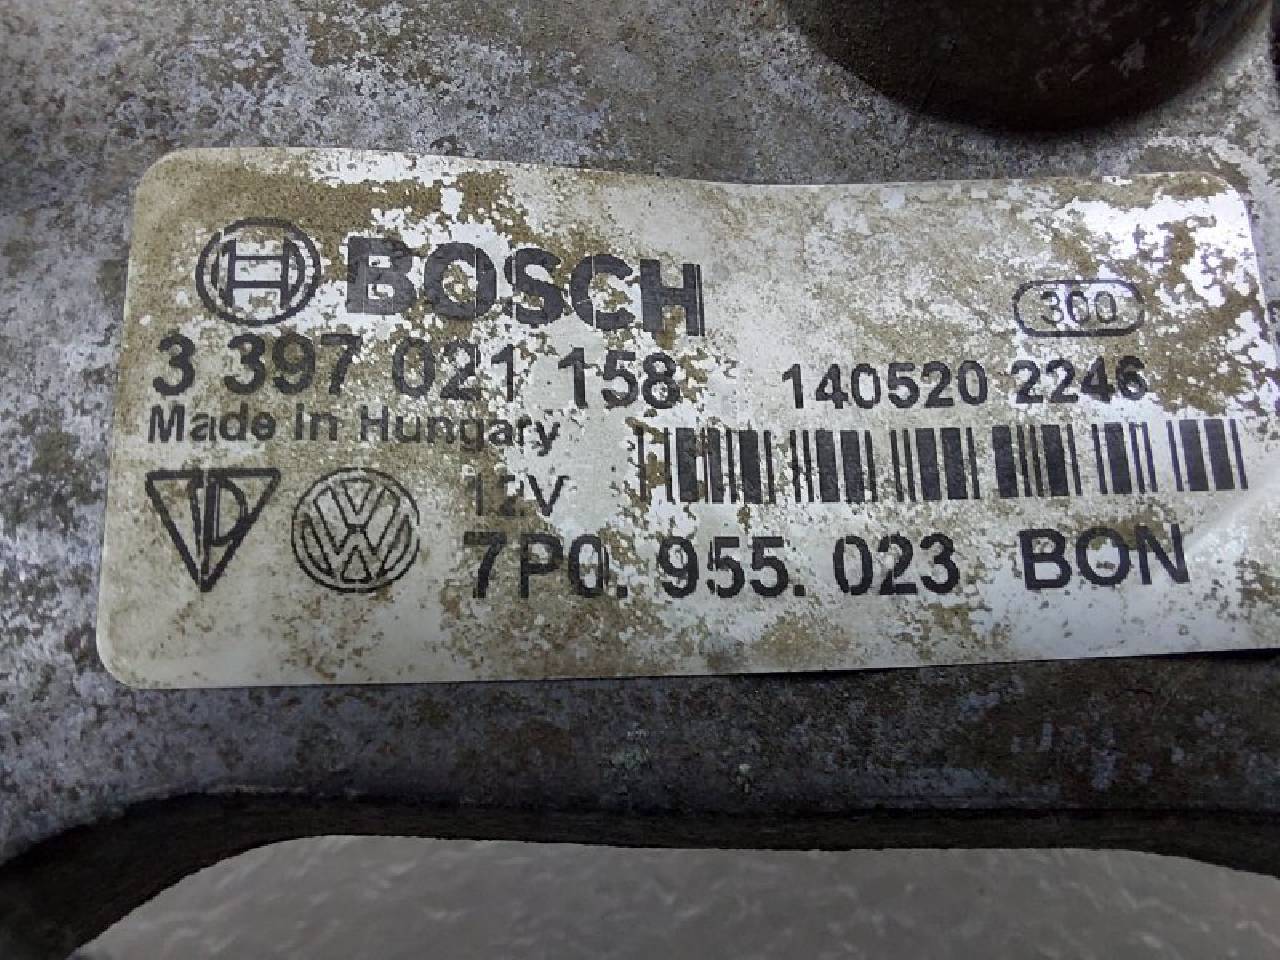 BOSCH
300
3 397 021 158
140520 2246
Made In Hungary
12V
7P0. 955. 023 BON